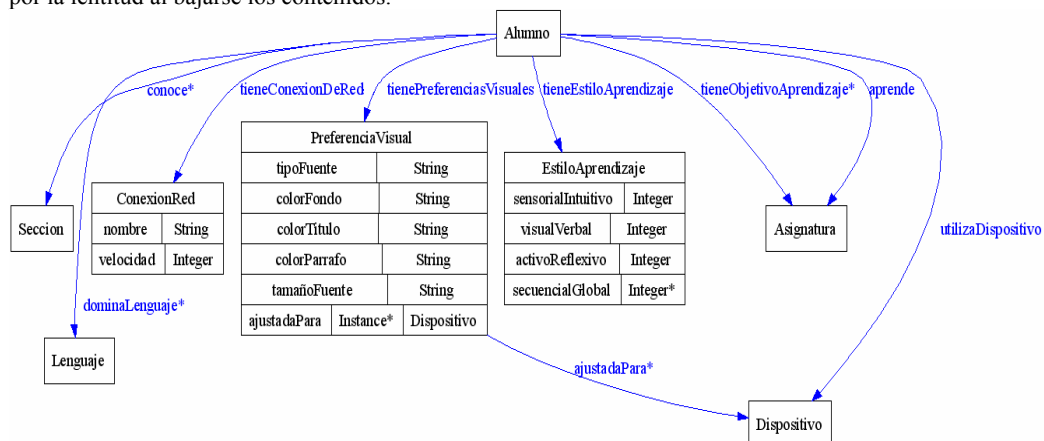 por la lentitud al bajarse los contenidos.
Alumno
conoce*
tieneConexionDeRed
tienePreferenciasVisuales
tieneEstiloAprendizaje
tieneObjetivoAprendizaje*
aprende
PreferenciaVisual
tipoFuente String
colorFondo String
colorTitulo String
colorParrafo String
tamañoFuente String
ajustadaPara Instance* Dispositivo
EstiloAprendizaje
sensorialIntuitivo Integer
visualVerbal Integer
activoReflexivo Integer
secuencialGlobal Integer*
ConexionRed
nombre String
velocidad Integer
Seccion
Asignatura
utilizaDispositivo
dominaLenguaje*
Lenguaje
ajustadaPara*
Dispositivo